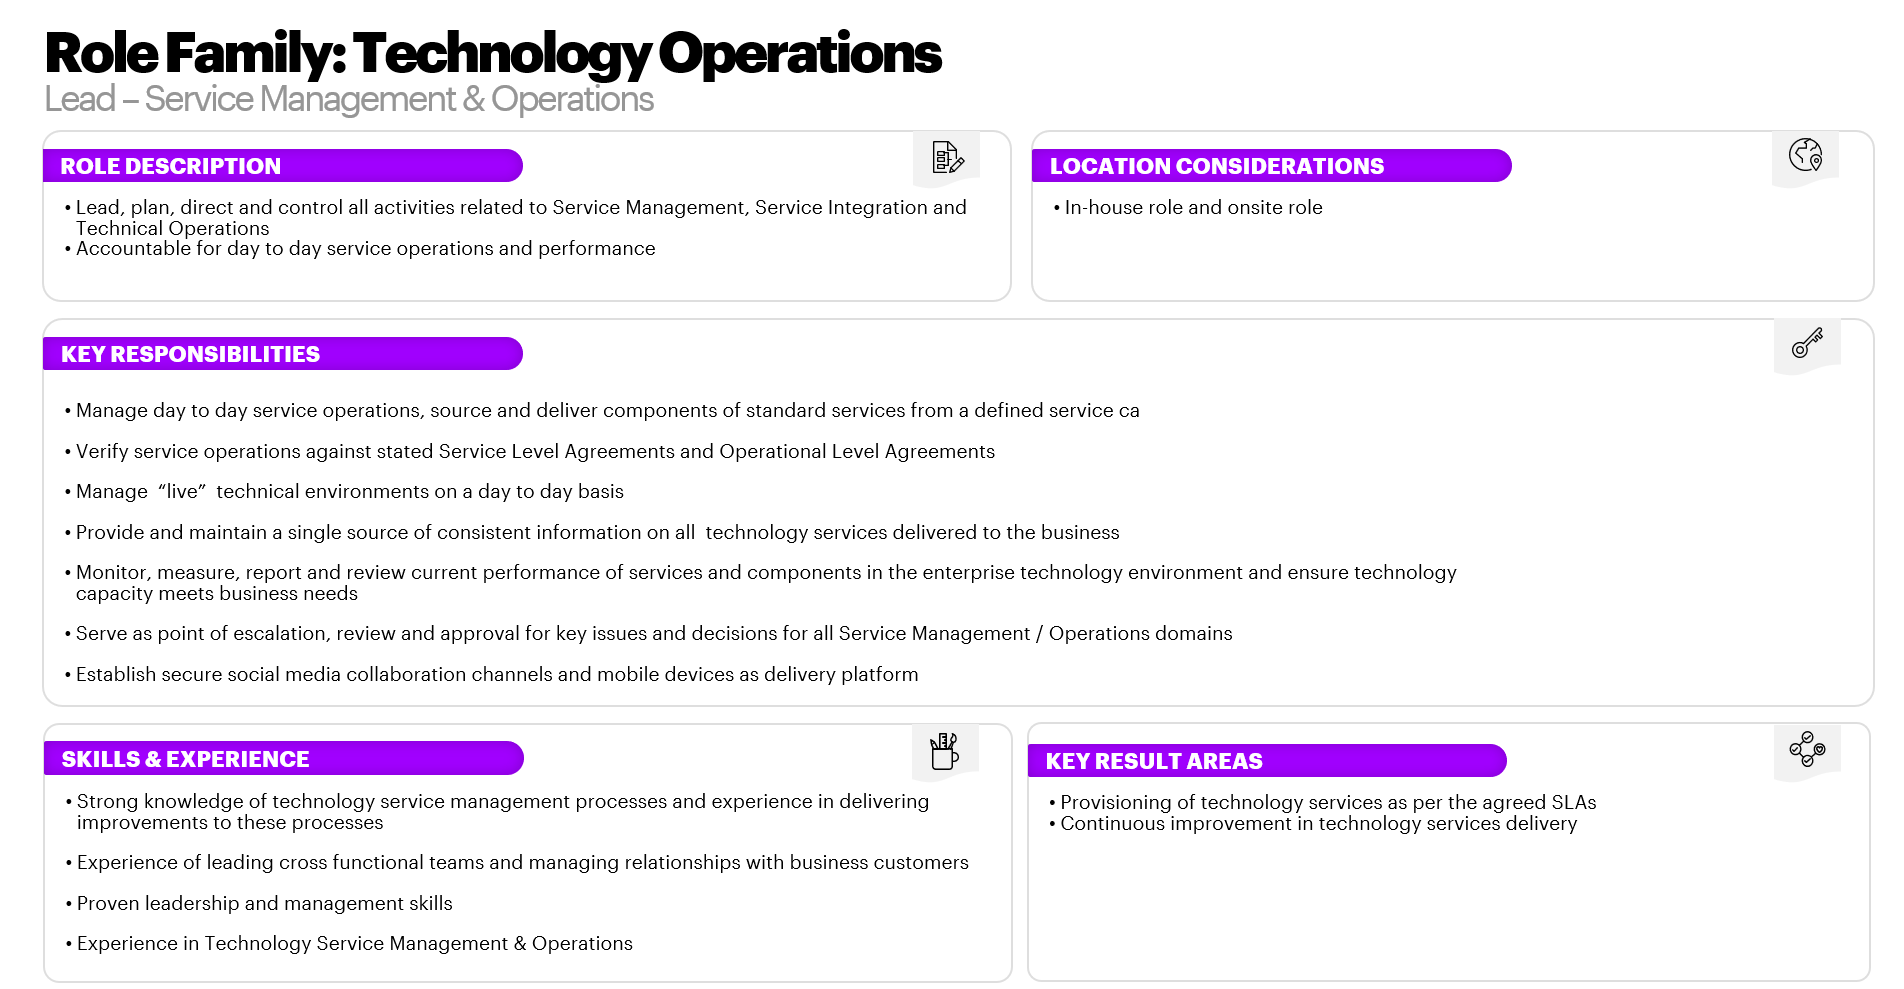 Role Family: Technology Operations
Lead – Service Management & Operations
ROLE DESCRIPTION
• Lead, plan, direct and control all activities related to Service Management, Service Integration and
Technical Operations
• Accountable for day to day service operations and performance
LOCATION CONSIDERATIONS
• In-house role and onsite role
KEY RESPONSIBILITIES
• Manage day to day service operations, source and deliver components of standard services from a defined service ca
• Verify service operations against stated Service Level Agreements and Operational Level Agreements
• Manage  “live”  technical environments on a day to day basis
• Provide and maintain a single source of consistent information on all  technology services delivered to the business
• Monitor, measure, report and review current performance of services and components in the enterprise technology environment and ensure technology
capacity meets business needs
• Serve as point of escalation, review and approval for key issues and decisions for all Service Management / Operations domains
• Establish secure social media collaboration channels and mobile devices as delivery platform
SKILLS & EXPERIENCE
• Strong knowledge of technology service management processes and experience in delivering
improvements to these processes
• Experience of leading cross functional teams and managing relationships with business customers
• Proven leadership and management skills
• Experience in Technology Service Management & Operations
KEY RESULT AREAS
• Provisioning of technology services as per the agreed SLAs
• Continuous improvement in technology services delivery